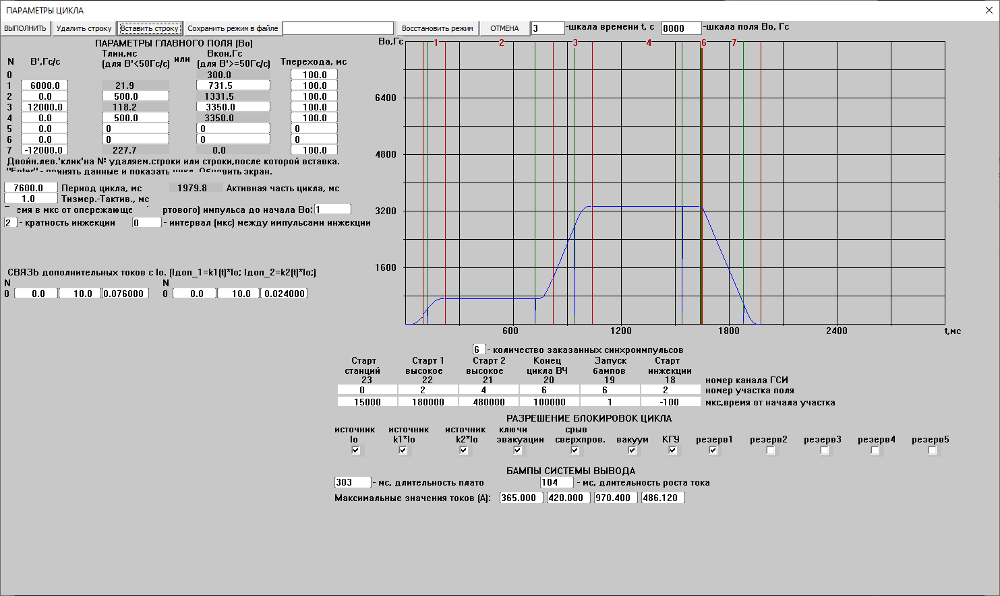 ПАРАМЕТРЫ ЦИКЛА
ВЫПОЛНИТЬ Удалить строку Вставить строку Сохранить режим в файле Восстановить режим ОТМЕНА 3 -шкала времени t, с 8000 -шкала поля Во, Гс
ПАРАМЕТРЫ ГЛАВНОГО ПОЛЯ (Во)
N В',Гс/с Тлин,мс (для В'<50Гс/с) или Вкон,Гс (для В'>=50Гс/с) Тперехода, мс
0 300.0 100.0
1 6000.0 21.9 731.5 100.0
2 0.0 500.0 1331.5 100.0
3 12000.0 118.2 3350.0 100.0
4 0.0 500.0 3350.0 100.0
5 0.0 0 0 0
6 0.0 0 0 0
7 -12000.0 227.7 0.0 100.0
Двойн.лев.'клик'на № удаляем.строки или строки,после которой вставка.
"Enter" - принять данные и показать цикл. Обновить экран.
7600.0 Период цикла, мс 1979.8 Активная часть цикла, мс
1.0 Тизмер.-Тактив., мс
емя в мкс от опережающе ртового) импульса до начала Во: 1
2 - кратность инжекции 0 - интервал (мкс) между импульсами инжекции
СВЯЗЬ дополнительных токов с Io. (Iдоп_1=k1(t)*Io; Iдоп_2=k2(t)*Io;)
N N
0 0.0 10.0 0.076000 0 0.0 10.0 0.024000
Во,Гс 1 2 3 4 6 7
6400
4800
3200
1600
600 1200 1800 2400 t,мс
6 - количество заказанных синхроимпульсов
Старт Старт 1 Старт 2 Конец Запуск Старт
станций высокое высокое цикла ВЧ бампов инжекции
23 22 21 20 19 18 номер канала ГСИ
0 2 4 6 6 2 номер участка поля
15000 180000 480000 100000 1 -100 мкс,время от начала участка
РАЗРЕШЕНИЕ БЛОКИРОВОК ЦИКЛА
источник источник источник ключи срыв
Io k1*Io k2*Io эвакуации сверхпров. вакуум КГУ резерв1 резерв2 резерв3 резерв4 резерв5
БАМПЫ СИСТЕМЫ ВЫВОДА
303 - мс, длительность плато 104 - мс, длительность роста тока
Максимальные значения токов (А): 365.000 420.000 970.400 486.120